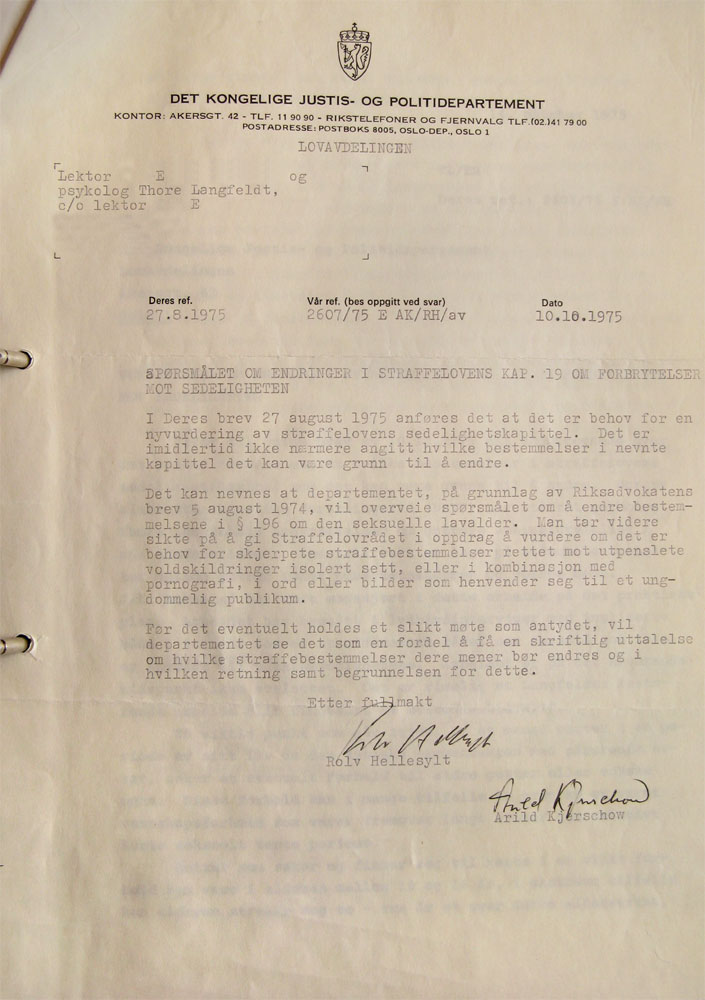 DET KONGELIGE JUSTIS- OG POLITIDEPARTEMENT
KONTOR: AKERSGT. 42 - TLF. 11 90 90 - RIKSTELEFONER OG FJERNVALG TLF.(02.)41 79 00
POSTADRESSE: POSTBOKS 8005, OSLO-DEP., OSLO 1
LOVAVDELINGEN
Lektor E og
psykolog Thore Langfeldt,
c/o lektor E
Deres ref. Vår ref. (bes oppgitt ved svar) Dato
27.8.1975 2607/75 E AK/RH/av 10.10.1975
SPØRSMÅLET OM ENDRINGER I STRAFFELOVENS KAP. 19 OM FORBRYTELSER
MOT SEDELIGHETEN
I Deres brev 27 august 1975 anføres det at det er behov for en
nyvurdering av straffelovens sedelighetskapittel. Det er
imidlertid ikke nærmere angitt hvilke bestemmelser i nevnte
kapittel det kan være grunn til å endre.
Det kan nevnes at departementet, på grunnlag av Riksadvokatens
brev 5 august 1974, vil overveie spørsmålet om å endre bestem-
melsene i § 196 om den seksuelle lavalder. Man tar videre
sikte på å gi Straffelovrådet i oppdrag å vurdere om det er
behov for skjerpete straffebestemmelser rettet mot utpenslete
voldskildringer isolert sett, eller i kombinasjon med
pornografi, i ord eller bilder som henvender seg til et ung-
dommelig publikum.
Før det eventuelt holdes et slikt møte som antydet, vil
departementet se det som en fordel å få en skriftlig uttalelse
om hvilke straffebestemmelser dere mener bør endres og i
hvilken retning samt begrunnelsen for dette.
Etter fullmakt
Rolv Hellesylt
Rolv Hellesylt
Arild Kjerschow
Arild Kjerschow